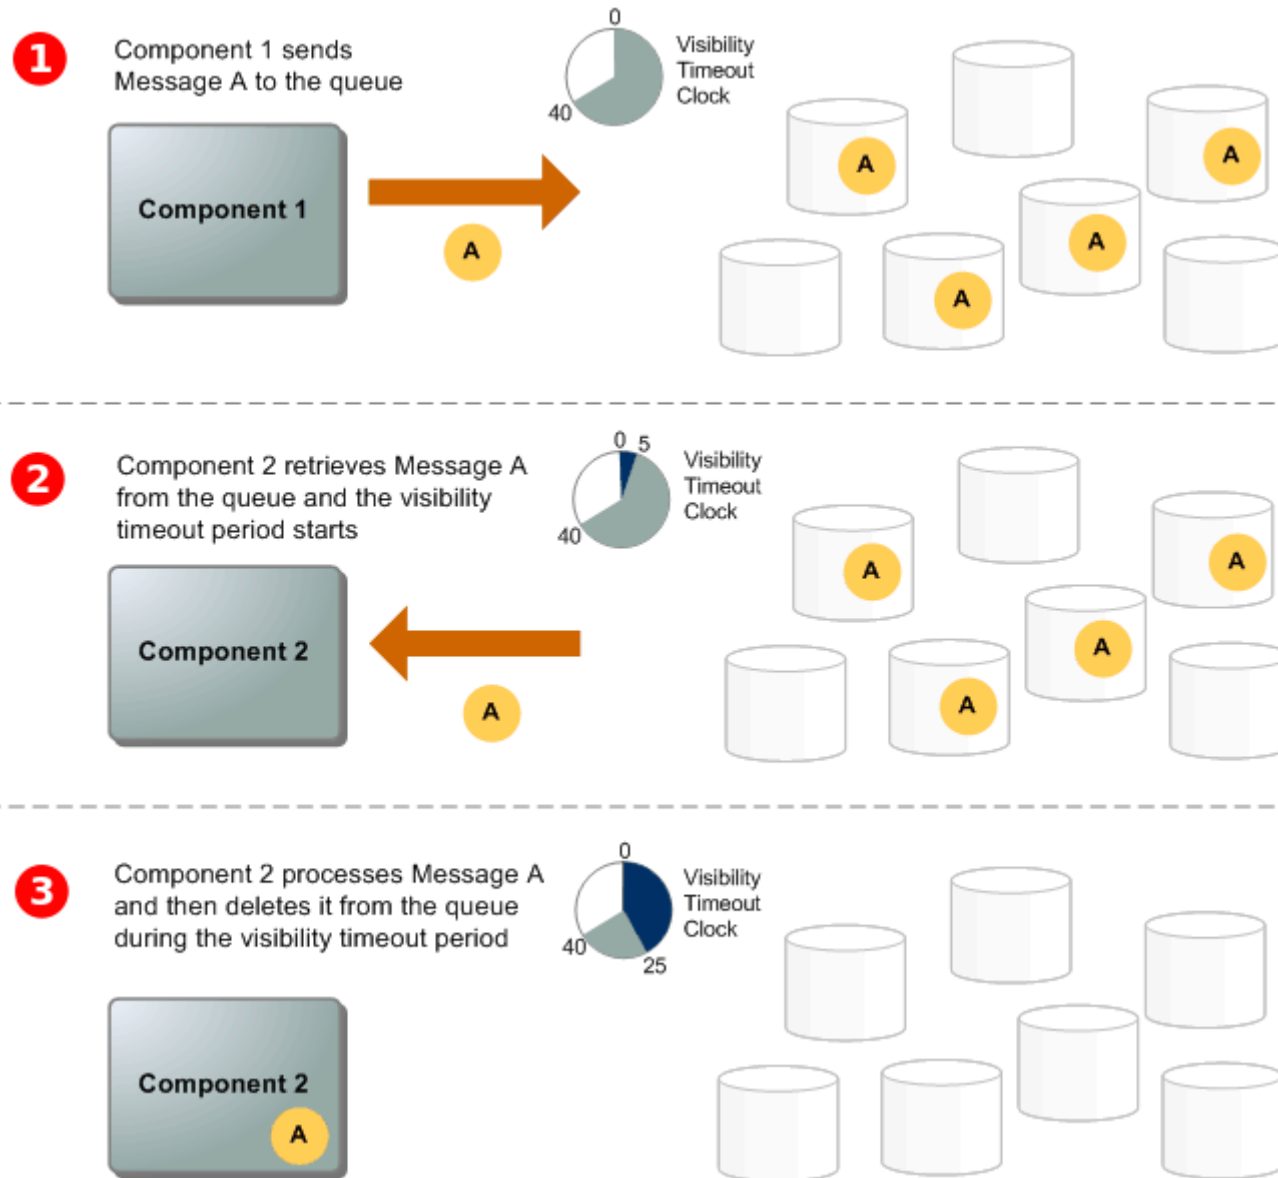 1
Component 1 sends
Message A to the queue
0
40
Visibility
Timeout
Clock
Component 1
A
A
A
A
A
2
Component 2 retrieves Message A
from the queue and the visibility
timeout period starts
0 5
40
Visibility
Timeout
Clock
Component 2
A
A
A
A
A
3
Component 2 processes Message A
and then deletes it from the queue
during the visibility timeout period
0
40
25
Visibility
Timeout
Clock
Component 2
A